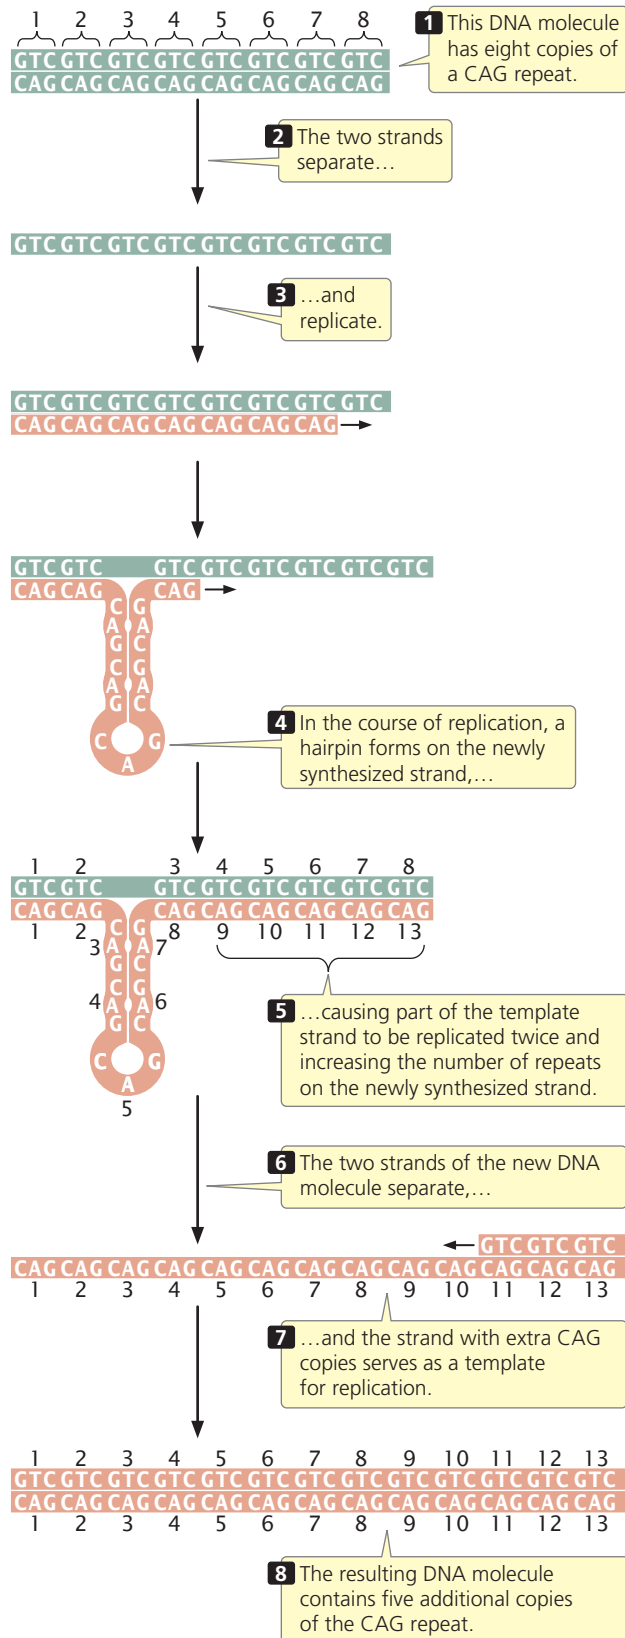 1 2 3 4 5 6 7 8
GTC GTC GTC GTC GTC GTC GTC GTC
CAG CAG CAG CAG CAG CAG CAG CAG
1 This DNA molecule
has eight copies of
a CAG repeat.
2 The two strands
separate…
GTC GTC GTC GTC GTC GTC GTC GTC
3 …and
replicate.
GTC GTC GTC GTC GTC GTC GTC GTC
CAG CAG CAG CAG CAG CAG CAG
GTC GTC GTC GTC GTC GTC GTC GTC
CAG CAG CAG
C G
A A
G C
C G
A A
G C
C G
A
4 In the course of replication, a
hairpin forms on the newly
synthesized strand,…
1 2 3 4 5 6 7 8
GTC GTC GTC GTC GTC GTC GTC GTC
CAG CAG CAG CAG CAG CAG CAG CAG
1 2 8 9 10 11 12 13
C G
3 A A 7
G C
C G
4 A A 6
G C
C G
A
5
5 …causing part of the template
strand to be replicated twice and
increasing the number of repeats
on the newly synthesized strand.
6 The two strands of the new DNA
molecule separate,…
GTC GTC GTC
CAG CAG CAG CAG CAG CAG CAG CAG CAG CAG CAG CAG CAG
1 2 3 4 5 6 7 8 9 10 11 12 13
7 …and the strand with extra CAG
copies serves as a template
for replication.
1 2 3 4 5 6 7 8 9 10 11 12 13
GTC GTC GTC GTC GTC GTC GTC GTC GTC GTC GTC GTC GTC
CAG CAG CAG CAG CAG CAG CAG CAG CAG CAG CAG CAG CAG
1 2 3 4 5 6 7 8 9 10 11 12 13
8 The resulting DNA molecule
contains five additional copies
of the CAG repeat.